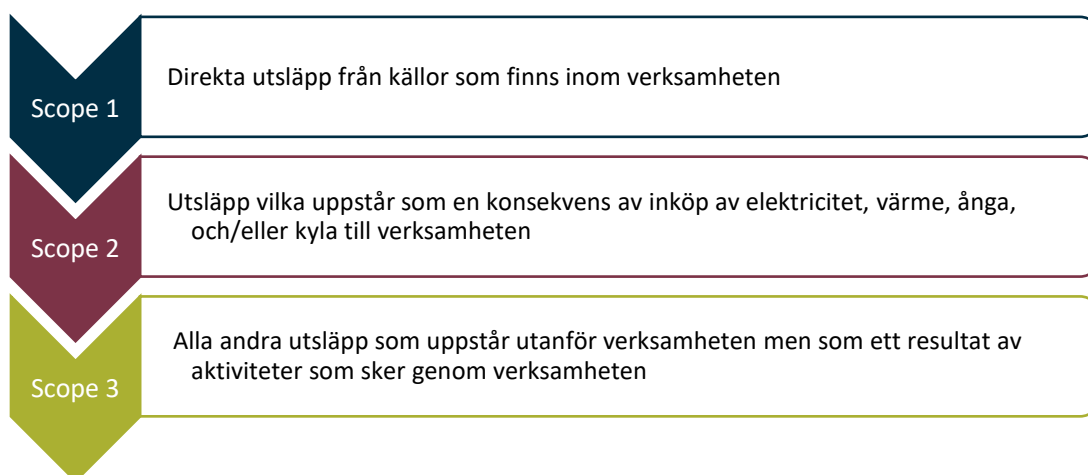 Scope 1
Direkta utsläpp från källor som finns inom verksamheten
Scope 2
Utsläpp vilka uppstår som en konsekvens av inköp av elektricitet, värme, ånga,
och/eller kyla till verksamheten
Scope 3
Alla andra utsläpp som uppstår utanför verksamheten men som ett resultat av
aktiviteter som sker genom verksamheten